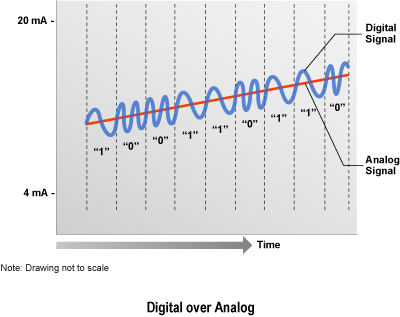 20 mA
Digital
Signal
"1"
"0"
"0"
"1"
"1"
"0"
"1"
"1"
"0"
Analog
Signal
4 mA
Time
Note: Drawing not to scale
Digital over Analog